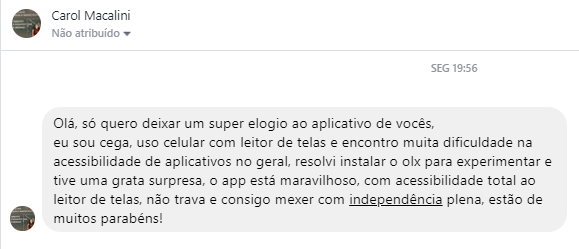 Carol Macalini
Não atribuído
SEG 19:56
Olá, só quero deixar um super elogio ao aplicativo de vocês,
eu sou cega, uso celular com leitor de telas e encontro muita dificuldade na
acessibilidade de aplicativos no geral, resolvi instalar o olx para experimentar e
tive uma grata surpresa, o app está maravilhoso, com acessibilidade total ao
leitor de telas, não trava e consigo mexer com independência plena, estão de
muitos parabéns!